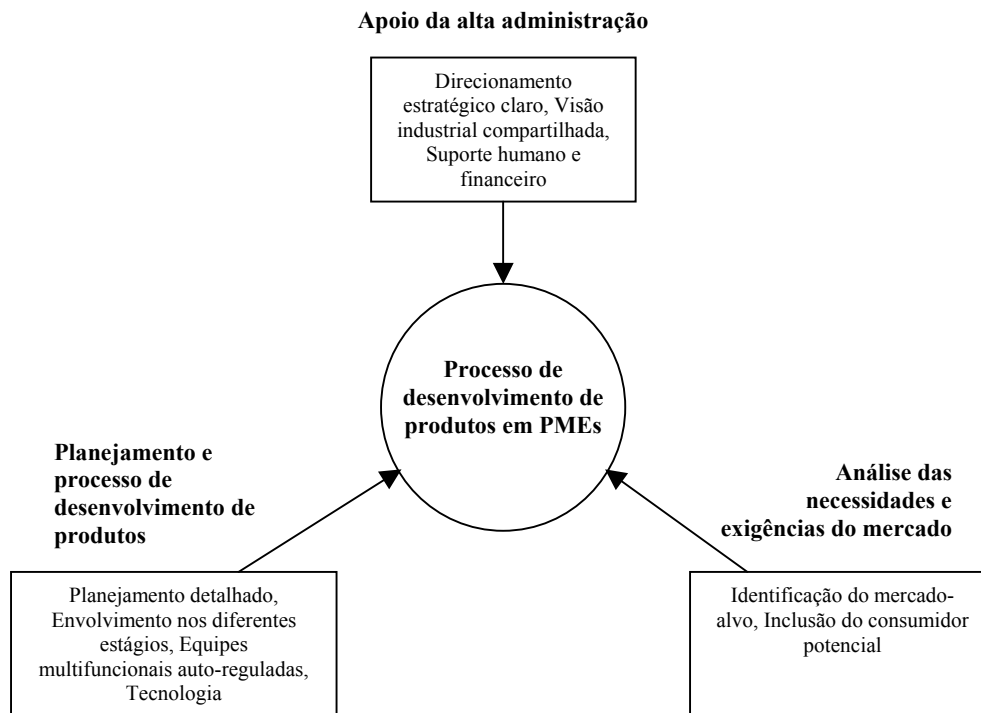 Apoio da alta administração
Direcionamento
estratégico claro, Visão
industrial compartilhada,
Suporte humano e
financeiro
Processo de
desenvolvimento de
produtos em PMEs
Planejamento e
processo de
desenvolvimento de
produtos
Planejamento detalhado,
Envolvimento nos diferentes
estágios, Equipes
multifuncionais auto-reguladas,
Tecnologia
Análise das
necessidades e
exigências do mercado
Identificação do mercado-
alvo, Inclusão do consumidor
potencial